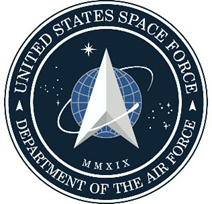 UNITED STATES SPACE FORCE
MMXIX
DEPARTMENT OF THE AIR FORCE